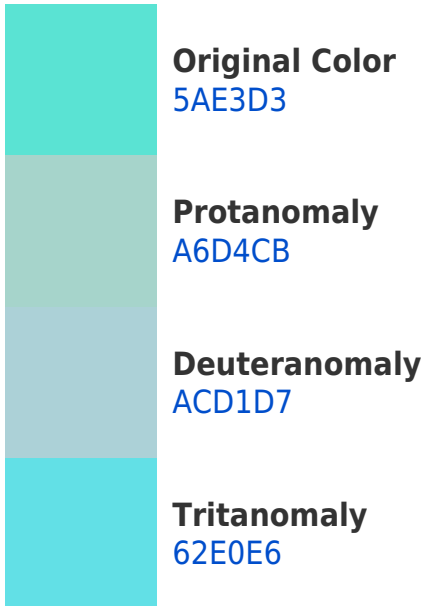 Original Color
5AE3D3
Protanomaly
A6D4CB
Deuteranomaly
ACD1D7
Tritanomaly
62E0E6